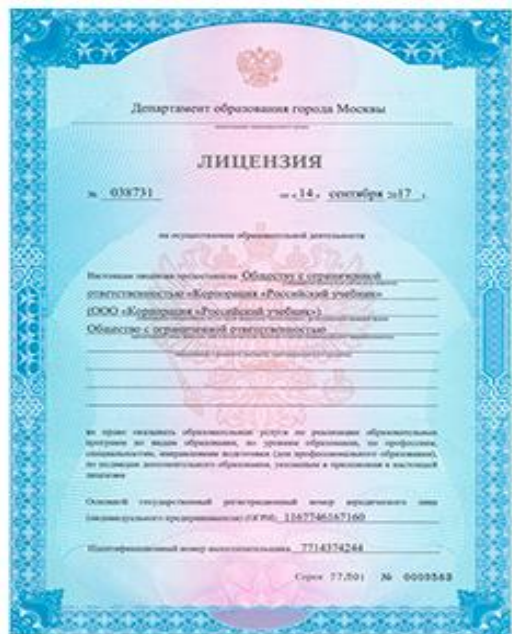 Департамент образования города Москвы
ЛИЦЕНЗИЯ
№ 038731 от «14» сентября 2017 г.
на осуществление образовательной деятельности
Настоящая лицензия предоставлена Обществу с ограниченной
ответственностью «Корпорация «Российский учебник»
(ООО «Корпорация «Российский учебник»)
Общество с ограниченной ответственностью
на право оказывать образовательные услуги по реализации образовательных
программ по видам образования, по уровням образования, по профессиям,
специальностям, направлениям подготовки (для профессионального образования),
по подвидам дополнительного образования, указанным в приложении к настоящей
лицензии
Основной государственный регистрационный номер юридического лица
(индивидуального предпринимателя) (ОГРН) 1167746167160
Идентификационный номер налогоплательщика 7714374244
Серия 77Л01 №